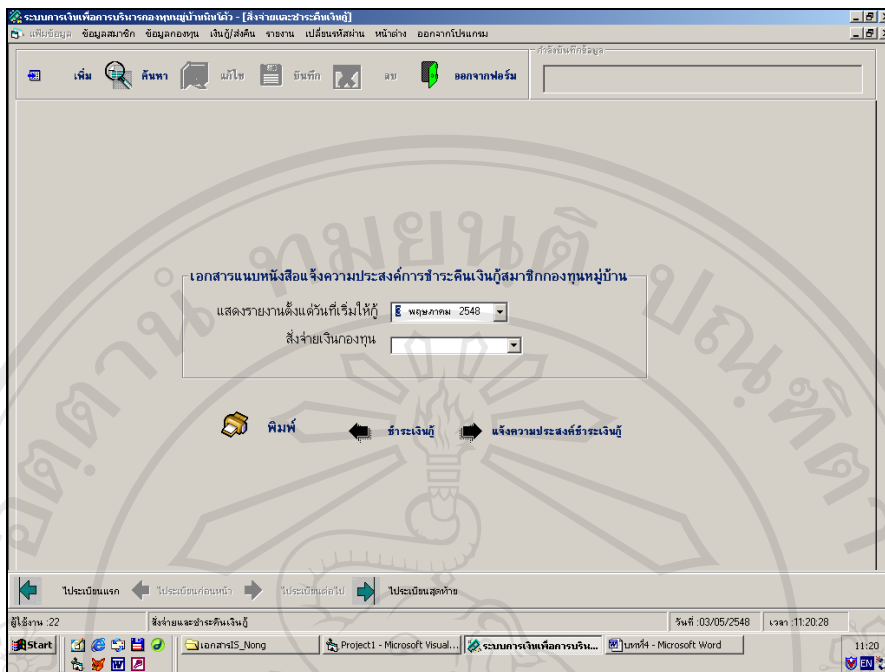 ระบบการเงินเพื่อการบริหารกองทุนหมู่บ้านหินโค้ว - [สั่งจ่ายและชำระคืนเงินกู้]
แฟ้มข้อมูล ข้อมูลสมาชิก ข้อมูลกองทุน เงินกู้/ส่งคืน รายงาน เปลี่ยนรหัสผ่าน หน้าต่าง ออกจากโปรแกรม
กำลังบันทึกข้อมูล
เพิ่ม ค้นหา แก้ไข บันทึก ลบ ออกจากฟอร์ม
เอกสารแนบหนังสือแจ้งความประสงค์การชำระคืนเงินกู้สมาชิกกองทุนหมู่บ้าน
แสดงรายงานตั้งแต่วันที่เริ่มให้กู้ 3 พฤษภาคม 2548
สั่งจ่ายเงินกองทุน
พิมพ์ ชำระเงินกู้ แจ้งความประสงค์ชำระเงินกู้
ไประเบียนแรก ไประเบียนก่อนหน้า ไประเบียนต่อไป ไประเบียนสุดท้าย
ผู้ใช้งาน :22 สั่งจ่ายและชำระคืนเงินกู้ วันที่ :03/05/2548 เวลา :11:20:28
Start เอกสารIS_Nong Project1 - Microsoft Visual... ระบบการเงินเพื่อการบริห... บทที่4 - Microsoft Word 11:20
EN